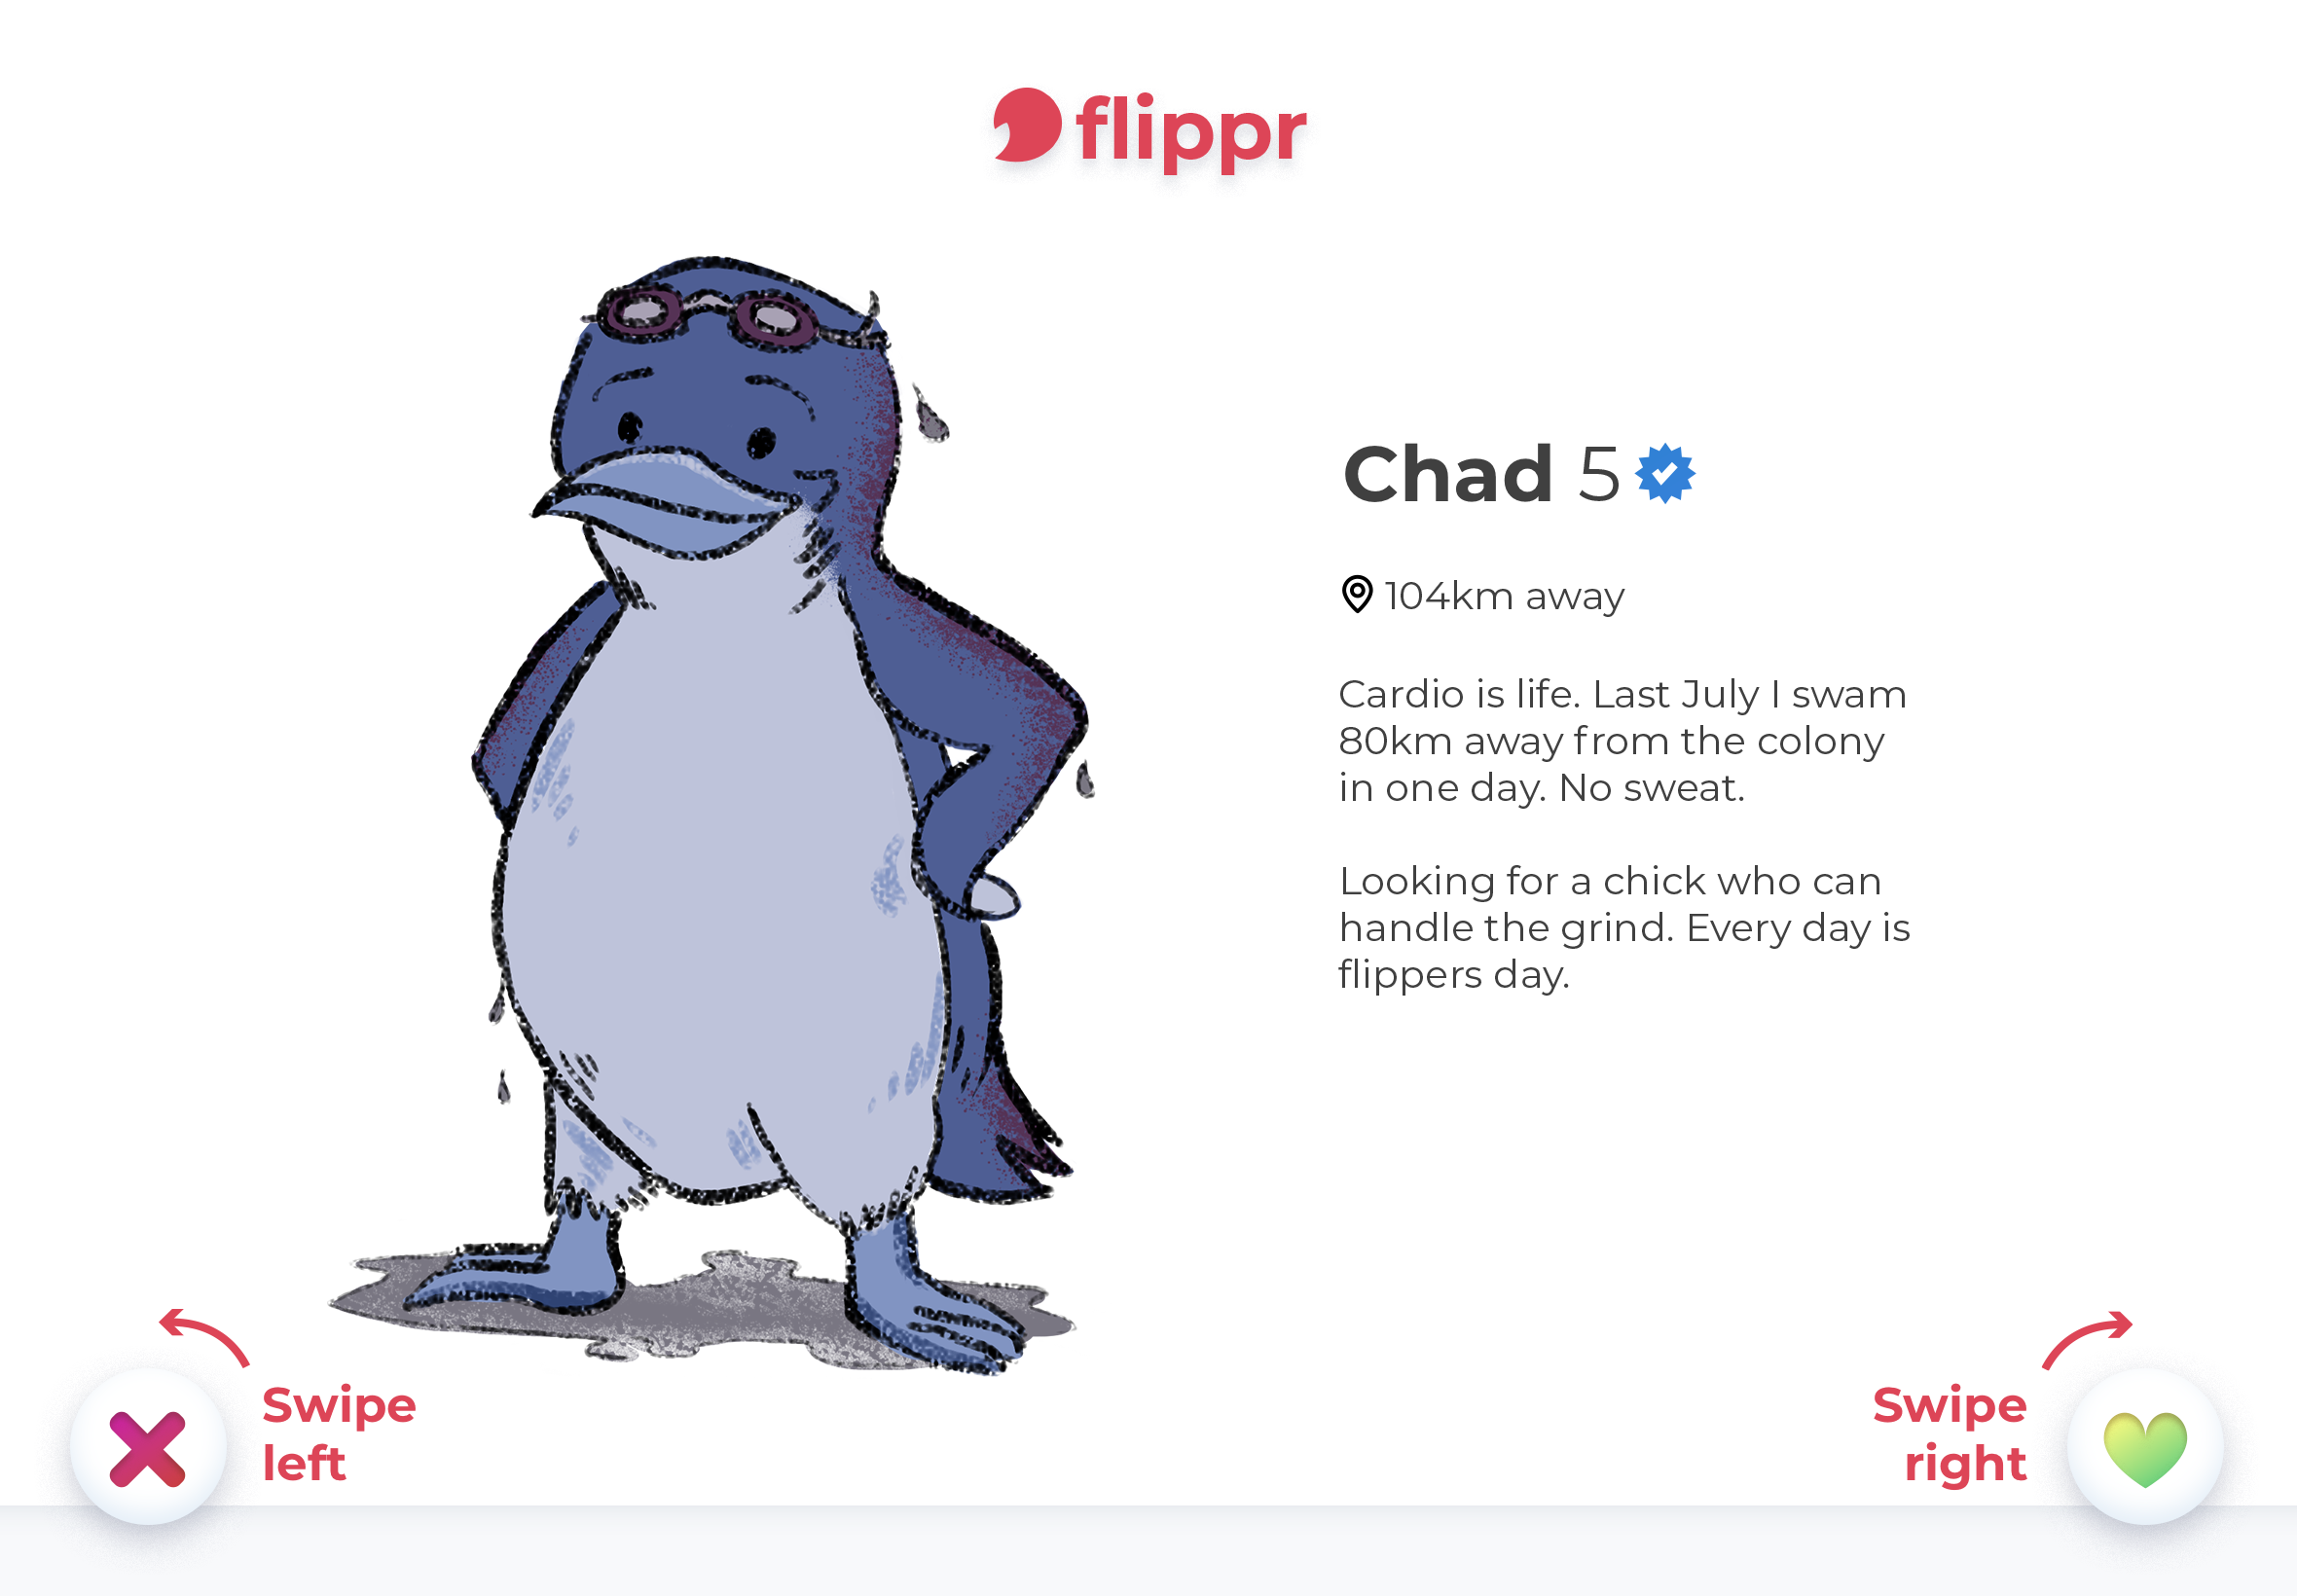 flippr
Chad 5
104km away
Cardio is life. Last July I swam
80km away from the colony
in one day. No sweat.
Looking for a chick who can
handle the grind. Every day is
flippers day.
Swipe
left
Swipe
right